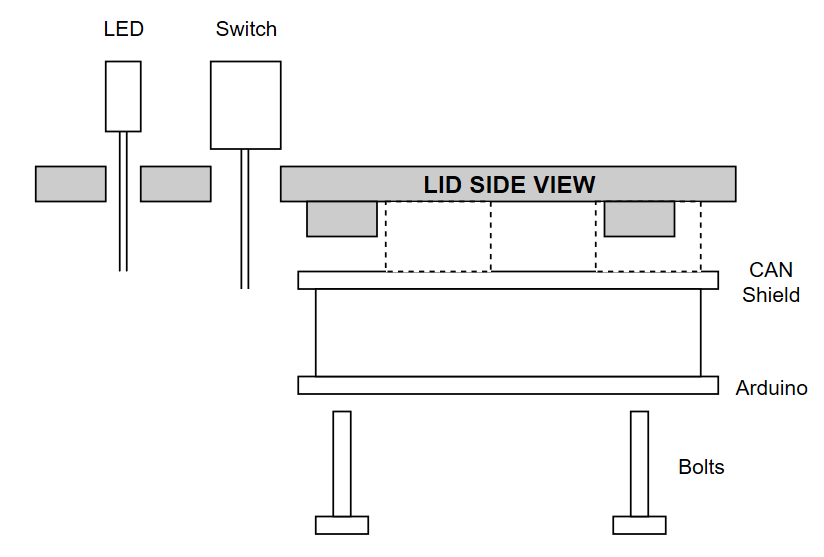 LED
Switch
LID SIDE VIEW
CAN
Shield
Arduino
Bolts